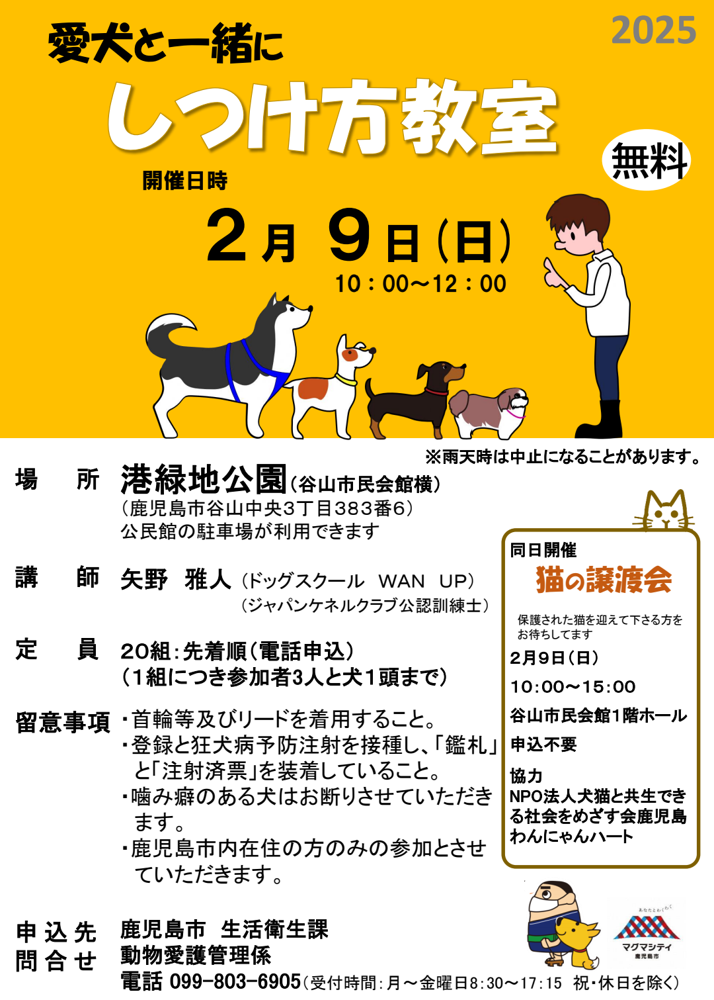 2025
愛犬と一緒に
しつけ方教室
無料
開催日時
2月 9日(日)
10:00～12:00
※雨天時は中止になることがあります。
場　所　港緑地公園(谷山市民会館横)
(鹿児島市谷山中央3丁目383番6)
公民館の駐車場が利用できます
講　師　矢野　雅人(ドッグスクール　WAN　UP)
(ジャパンケネルクラブ公認訓練士)
定　員　20組:先着順(電話申込)
(1組につき参加者3人と犬1頭まで)
留意事項 ・首輪等及びリードを着用すること。
・登録と狂犬病予防注射を接種し、「鑑札」
と「注射済票」を装着していること。
・噛み癖のある犬はお断りさせていただき
ます。
・鹿児島市内在住の方のみの参加とさせ
ていただきます。
同日開催
猫の譲渡会
保護された猫を迎えて下さる方を
お待ちしてます
2月9日(日)
10:00～15:00
谷山市民会館1階ホール
申込不要
協力
NPO法人犬猫と共生でき
る社会をめざす会鹿児島
わんにゃんハート
あなたとわくわく
マグマシティ
鹿児島市
申込先　鹿児島市　生活衛生課
問合せ　動物愛護管理係
電話 099-803-6905(受付時間:月～金曜日8:30～17:15　祝・休日を除く)